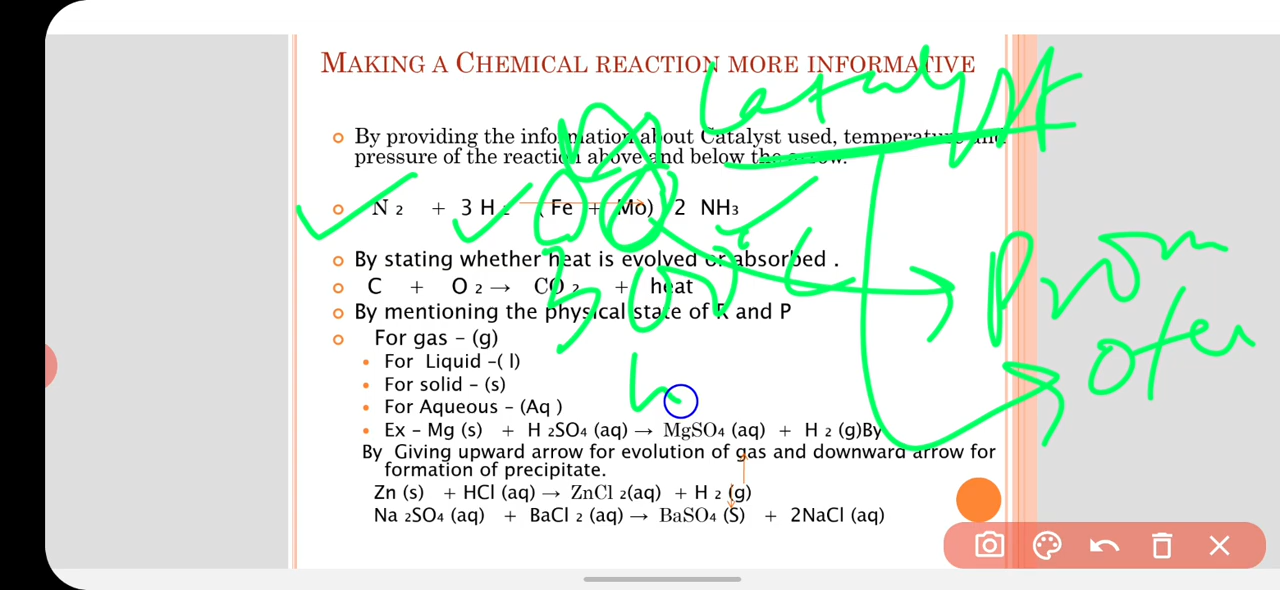 MAKING A CHEMICAL REACTION MORE INFORMATIVE
Catalyst
By providing the information about Catalyst used, temperature and
pressure of the reaction above and below the arrow.
N 2 + 3 H 2 ( Fe + Mo) 2 NH3
By stating whether heat is evolved or absorbed .
Prom
oter
C + O 2 → CO 2 + heat
300°C
By mentioning the physical state of R and P
For gas – (g)
For Liquid -( l)
For solid – (s)
For Aqueous – (Aq )
Ex – Mg (s) + H 2SO4 (aq) → MgSO4 (aq) + H 2 (g)By
By Giving upward arrow for evolution of gas and downward arrow for
formation of precipitate.
Zn (s) + HCl (aq) → ZnCl 2(aq) + H 2 (g)
Na 2SO4 (aq) + BaCl 2 (aq) → BaSO4 (S) + 2NaCl (aq)